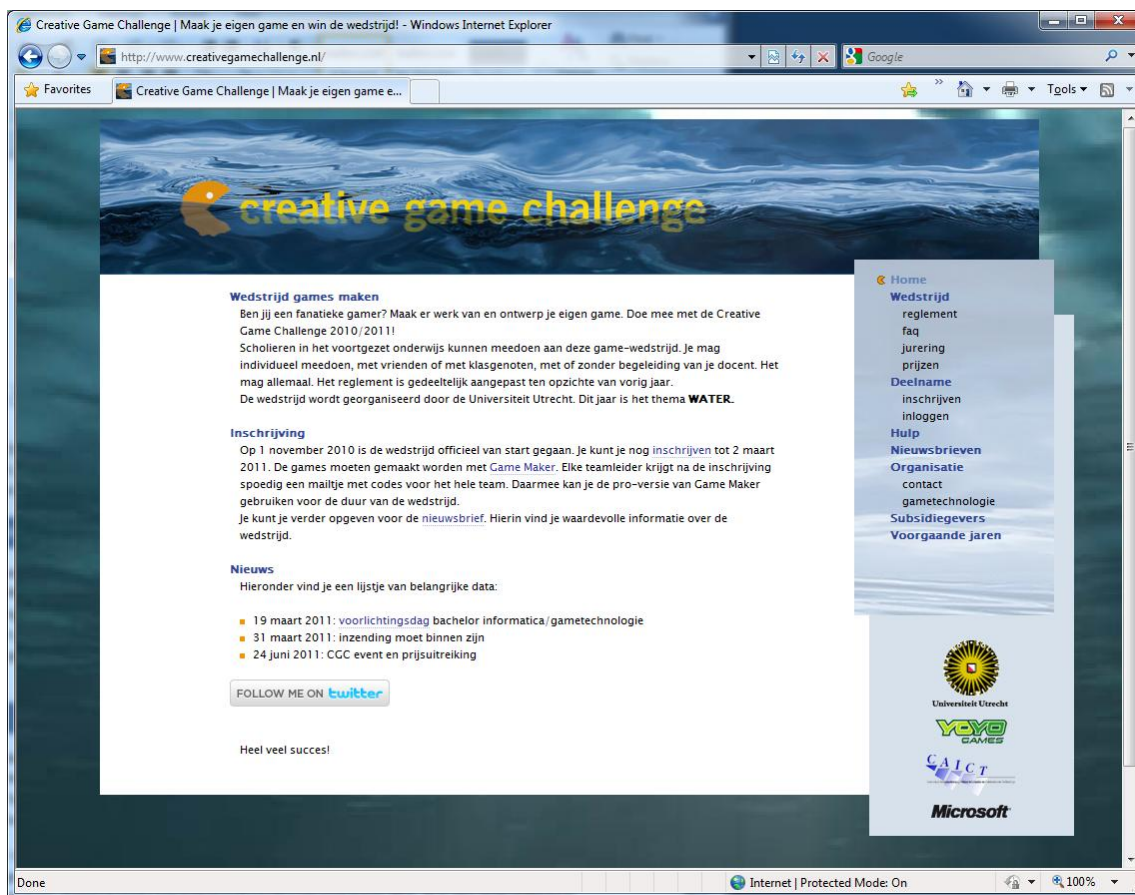 Creative Game Challenge | Maak je eigen game en win de wedstrijd! - Windows Internet Explorer
http://www.creativegamechallenge.nl/
Google
Favorites
Creative Game Challenge | Maak je eigen game e...
Tools
creative game challenge
Wedstrijd games maken
Ben jij een fanatieke gamer? Maak er werk van en ontwerp je eigen game. Doe mee met de Creative
Game Challenge 2010/2011!
Scholieren in het voortgezet onderwijs kunnen meedoen aan deze game-wedstrijd. Je mag
individueel meedoen, met vrienden of met klasgenoten, met of zonder begeleiding van je docent. Het
mag allemaal. Het reglement is gedeeltelijk aangepast ten opzichte van vorig jaar.
De wedstrijd wordt georganiseerd door de Universiteit Utrecht. Dit jaar is het thema WATER.
Inschrijving
Op 1 november 2010 is de wedstrijd officieel van start gegaan. Je kunt je nog inschrijven tot 2 maart
2011. De games moeten gemaakt worden met Game Maker. Elke teamleider krijgt na de inschrijving
spoedig een mailtje met codes voor het hele team. Daarmee kan je de pro-versie van Game Maker
gebruiken voor de duur van de wedstrijd.
Je kunt je verder opgeven voor de nieuwsbrief. Hierin vind je waardevolle informatie over de
wedstrijd.
Nieuws
Hieronder vind je een lijstje van belangrijke data:
19 maart 2011: voorlichtingsdag bachelor informatica/gametechnologie
31 maart 2011: inzending moet binnen zijn
24 juni 2011: CGC event en prijsuitreiking
FOLLOW ME ON twitter
Heel veel succes!
Home
Wedstrijd
reglement
faq
jurering
prijzen
Deelname
inschrijven
inloggen
Hulp
Nieuwsbrieven
Organisatie
contact
gametechnologie
Subsidiegevers
Voorgaande jaren
Universiteit Utrecht
YOYO
GAMES
CAICT
Microsoft
Done
Internet | Protected Mode: On
100%